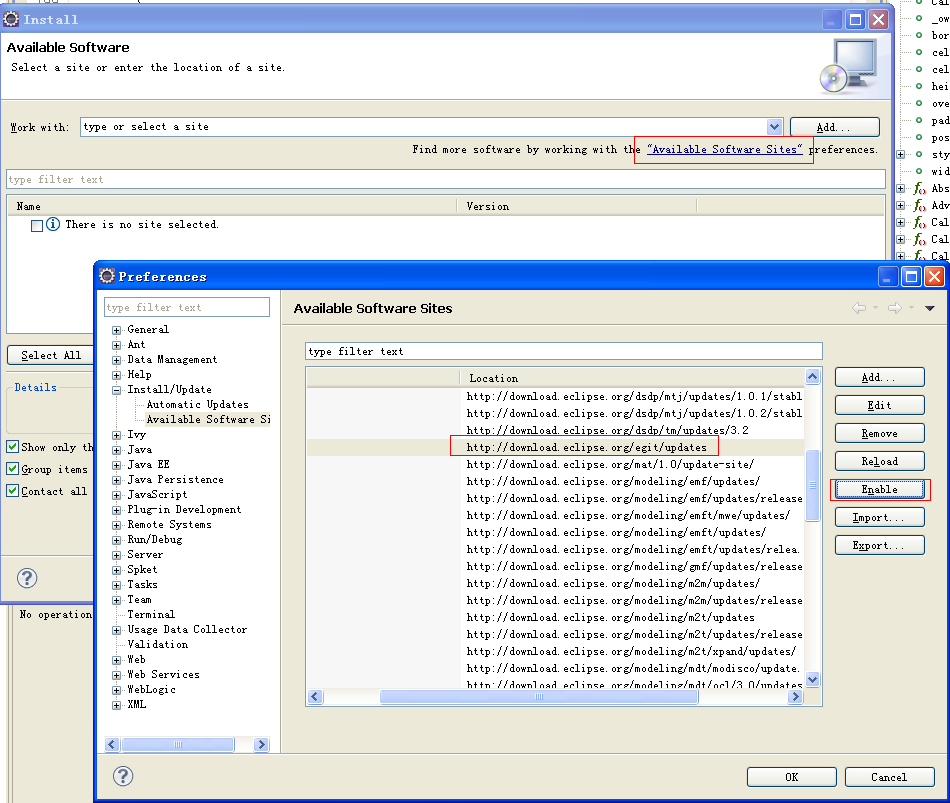 Install
Available Software
Select a site or enter the location of a site.
Work with:
type or select a site
Add...
Find more software by working with the "Available Software Sites" preferences.
type filter text
Name
Version
There is no site selected.
Select All
Details
Show only th
Group items
Contact all
No operation
_ow
bor
cel
cel
hei
ove
pad
pos
sty
wid
Abs
Adv
Cal
Cal
Cal
Preferences
type filter text
General
Ant
Data Management
Help
Install/Update
Automatic Updates
Available Software Si
Ivy
Java
Java EE
Java Persistence
JavaScript
Plug-in Development
Remote Systems
Run/Debug
Server
Spket
Tasks
Team
Terminal
Usage Data Collector
Validation
Web
Web Services
WebLogic
XML
Available Software Sites
type filter text
Location
http://download.eclipse.org/dsdp/mtj/updates/1.0.1/stabl
http://download.eclipse.org/dsdp/mtj/updates/1.0.2/stabl
http://download.eclipse.org/dsdp/tm/updates/3.2
http://download.eclipse.org/egit/updates
http://download.eclipse.org/mat/1.0/update-site/
http://download.eclipse.org/modeling/emf/updates/
http://download.eclipse.org/modeling/emf/updates/release
http://download.eclipse.org/modeling/emft/mwe/updates/
http://download.eclipse.org/modeling/emft/updates/
http://download.eclipse.org/modeling/emft/updates/relea.
http://download.eclipse.org/modeling/gmf/updates/release
http://download.eclipse.org/modeling/m2m/updates/
http://download.eclipse.org/modeling/m2m/updates/release
http://download.eclipse.org/modeling/m2t/updates
http://download.eclipse.org/modeling/m2t/updates/release
http://download.eclipse.org/modeling/m2t/xpand/updates/
http://download.eclipse.org/modeling/mdt/modisco/update.
http://download.eclipse.org/modeling/mdt/ocl/3.0/updates
Add...
Edit
Remove
Reload
Enable
Import...
Export...
OK
Cancel